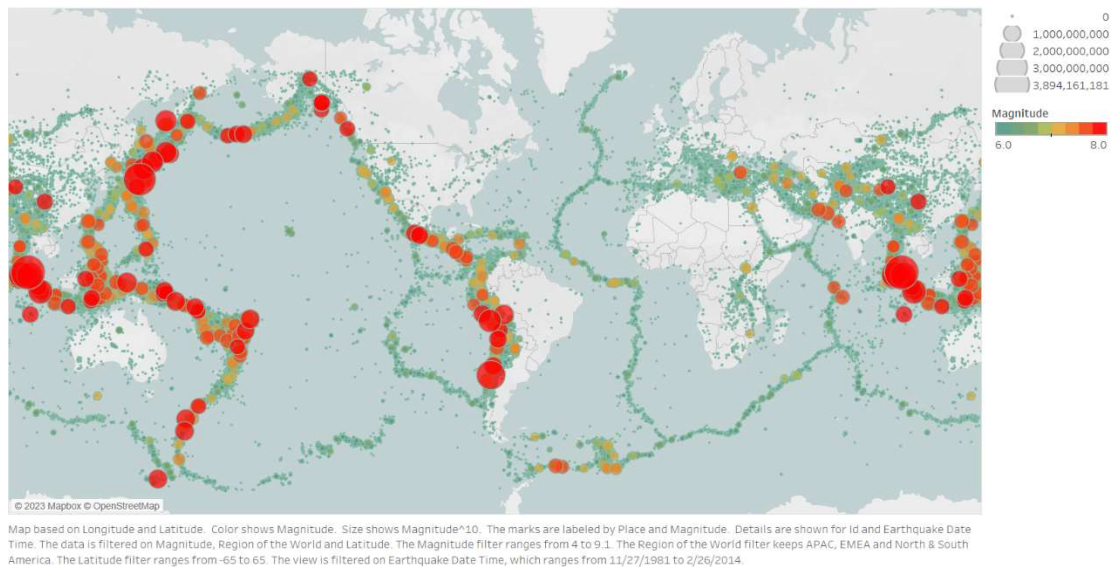 0
1,000,000,000
2,000,000,000
3,000,000,000
3,894,161,181
Magnitude
6.0 8.0
© 2023 Mapbox © OpenStreetMap
Map based on Longitude and Latitude. Color shows Magnitude. Size shows Magnitude^10. The marks are labeled by Place and Magnitude. Details are shown for Id and Earthquake Date
Time. The data is filtered on Magnitude, Region of the World and Latitude. The Magnitude filter ranges from 4 to 9.1. The Region of the World filter keeps APAC, EMEA and North & South
America. The Latitude filter ranges from -65 to 65. The view is filtered on Earthquake Date Time, which ranges from 11/27/1981 to 2/26/2014.